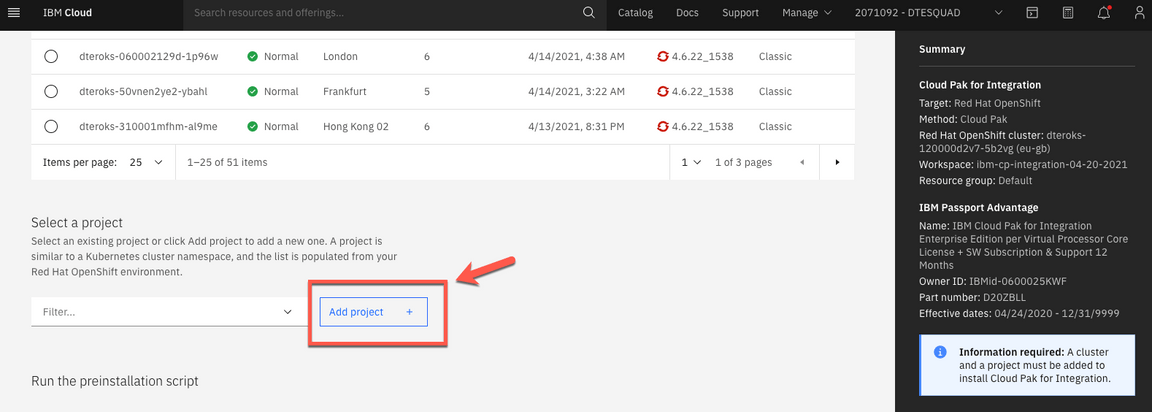 IBM Cloud
Search resources and offerings...
Catalog
Docs
Support
Manage
2071092 - DTESQUAD
dteroks-060002129d-1p96w Normal London 6 4/14/2021, 4:38 AM 4.6.22_1538 Classic
dteroks-50vnen2ye2-ybahl Normal Frankfurt 5 4/14/2021, 3:22 AM 4.6.22_1538 Classic
dteroks-310001mfhm-al9me Normal Hong Kong 02 6 4/13/2021, 8:31 PM 4.6.22_1538 Classic
Items per page: 25 1–25 of 51 items 1 1 of 3 pages
Select a project
Select an existing project or click Add project to add a new one. A project is
similar to a Kubernetes cluster namespace, and the list is populated from your
Red Hat OpenShift environment.
Filter...
Add project +
Run the preinstallation script
Summary
Cloud Pak for Integration
Target: Red Hat OpenShift
Method: Cloud Pak
Red Hat OpenShift cluster: dteroks-
120000d2v7-5b2vg (eu-gb)
Workspace: ibm-cp-integration-04-20-2021
Resource group: Default
IBM Passport Advantage
Name: IBM Cloud Pak for Integration
Enterprise Edition per Virtual Processor Core
License + SW Subscription & Support 12
Months
Owner ID: IBMid-0600025KWF
Part number: D20ZBLL
Effective dates: 04/24/2020 - 12/31/9999
Information required: A cluster
and a project must be added to
install Cloud Pak for Integration.